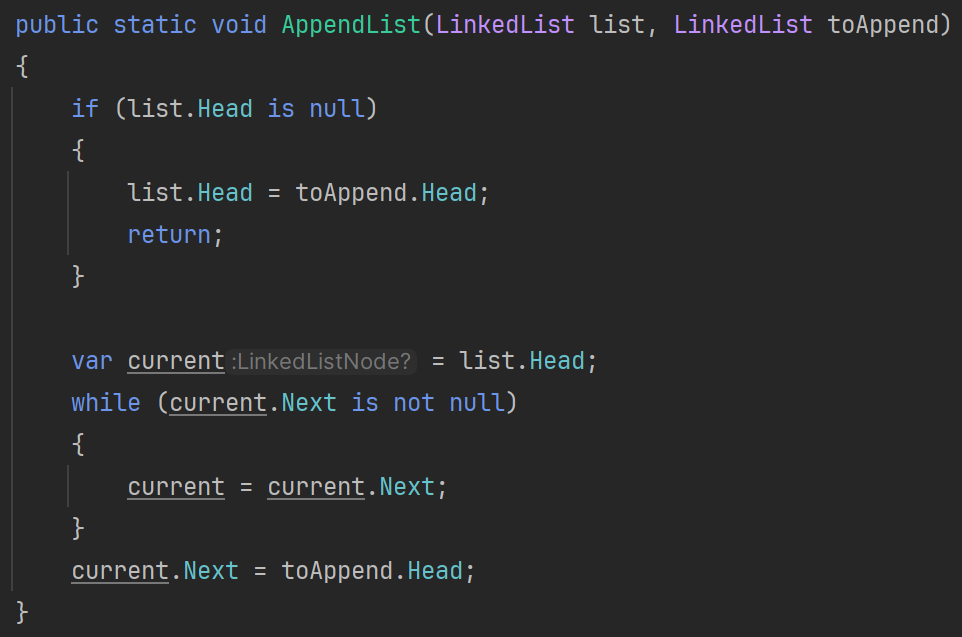 public static void AppendList(LinkedList list, LinkedList toAppend)
{
    if (list.Head is null)
    {
        list.Head = toAppend.Head;
        return;
    }

    var current :LinkedListNode? = list.Head;
    while (current.Next is not null)
    {
        current = current.Next;
    }
    current.Next = toAppend.Head;
}